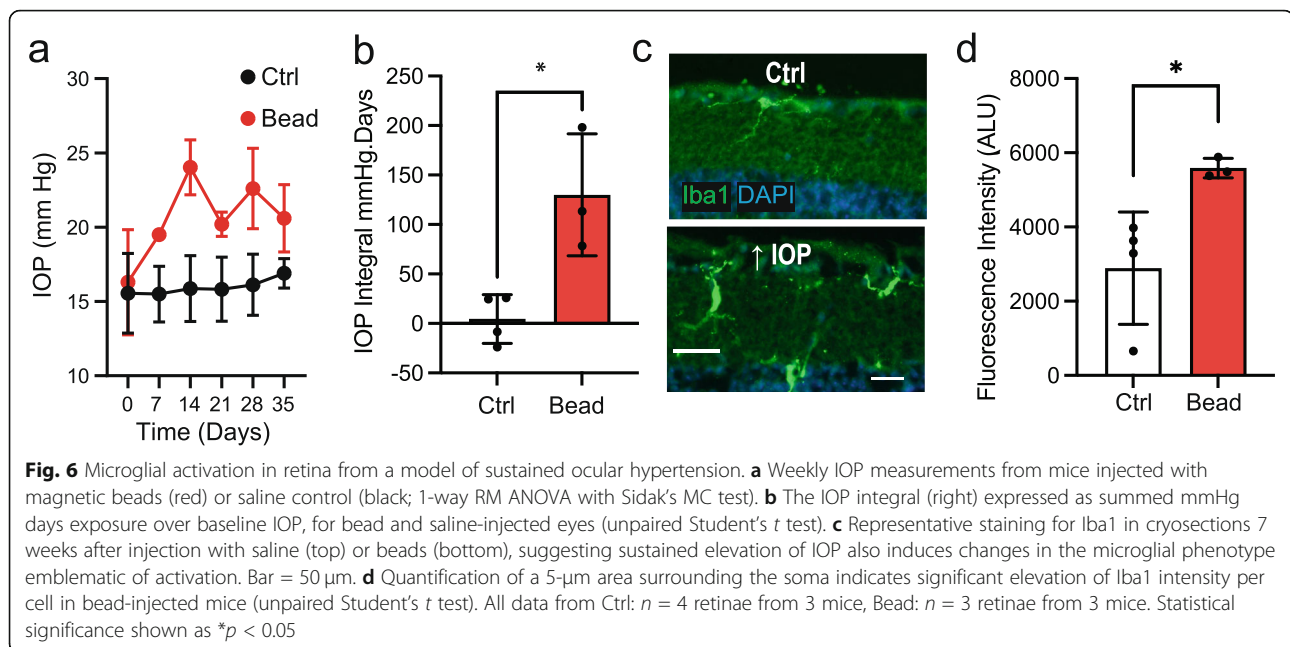 a
30
25
20
15
10
IOP (mm Hg)
Ctrl
Bead
0 7 14 21 28 35
Time (Days)
b
250
200
150
100
50
0
-50
IOP Integral mmHg.Days
*
Ctrl Bead
c
Ctrl
Iba1 DAPI
↑ IOP
d
8000
6000
4000
2000
0
Fluorescence Intensity (ALU)
*
Ctrl Bead
Fig. 6 Microglial activation in retina from a model of sustained ocular hypertension. a Weekly IOP measurements from mice injected with
magnetic beads (red) or saline control (black; 1-way RM ANOVA with Sidak's MC test). b The IOP integral (right) expressed as summed mmHg
days exposure over baseline IOP, for bead and saline-injected eyes (unpaired Student's t test). c Representative staining for Iba1 in cryosections 7
weeks after injection with saline (top) or beads (bottom), suggesting sustained elevation of IOP also induces changes in the microglial phenotype
emblematic of activation. Bar = 50 μm. d Quantification of a 5-μm area surrounding the soma indicates significant elevation of Iba1 intensity per
cell in bead-injected mice (unpaired Student's t test). All data from Ctrl: n = 4 retinae from 3 mice, Bead: n = 3 retinae from 3 mice. Statistical
significance shown as *p < 0.05